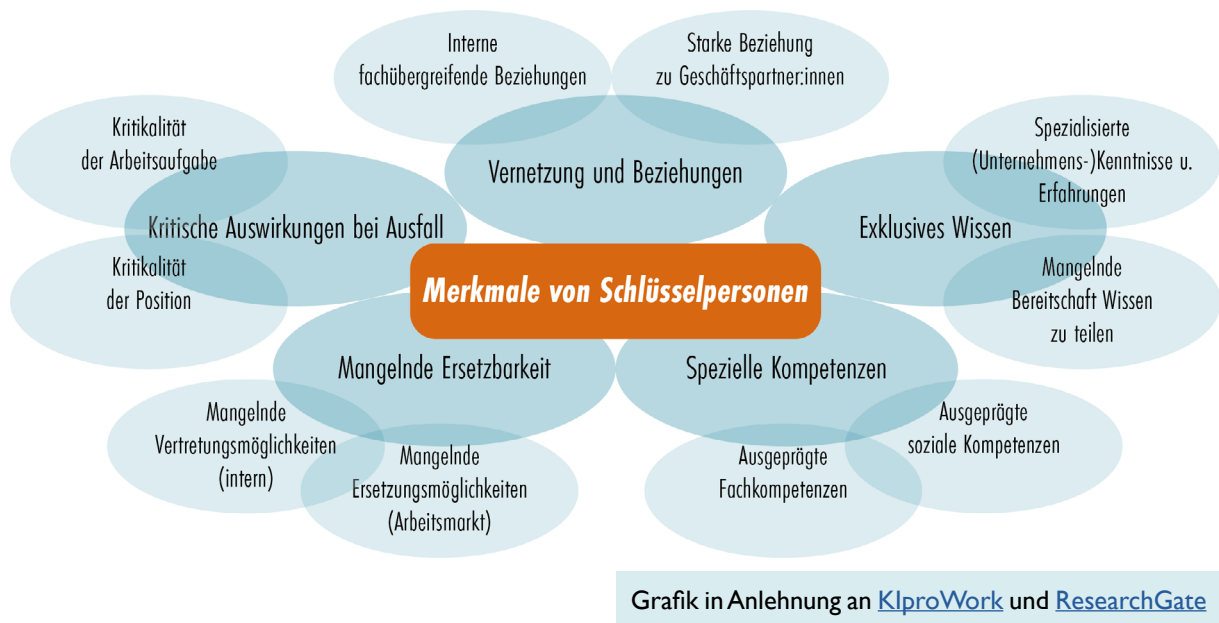 Interne
fachübergreifende Beziehungen
Starke Beziehung
zu Geschäftspartner:innen
Kritikalität
der Arbeitsaufgabe
Vernetzung und Beziehungen
Spezialisierte
(Unternehmens-)Kenntnisse u.
Erfahrungen
Kritische Auswirkungen bei Ausfall
Exklusives Wissen
Kritikalität
der Position
Merkmale von Schlüsselpersonen
Mangelnde
Bereitschaft Wissen
zu teilen
Mangelnde Ersetzbarkeit
Spezielle Kompetenzen
Mangelnde
Vertretungsmöglichkeiten
(intern)
Mangelnde
Ersetzungsmöglichkeiten
(Arbeitsmarkt)
Ausgeprägte
Fachkompetenzen
Ausgeprägte
soziale Kompetenzen
Grafik in Anlehnung an KIproWork und ResearchGate